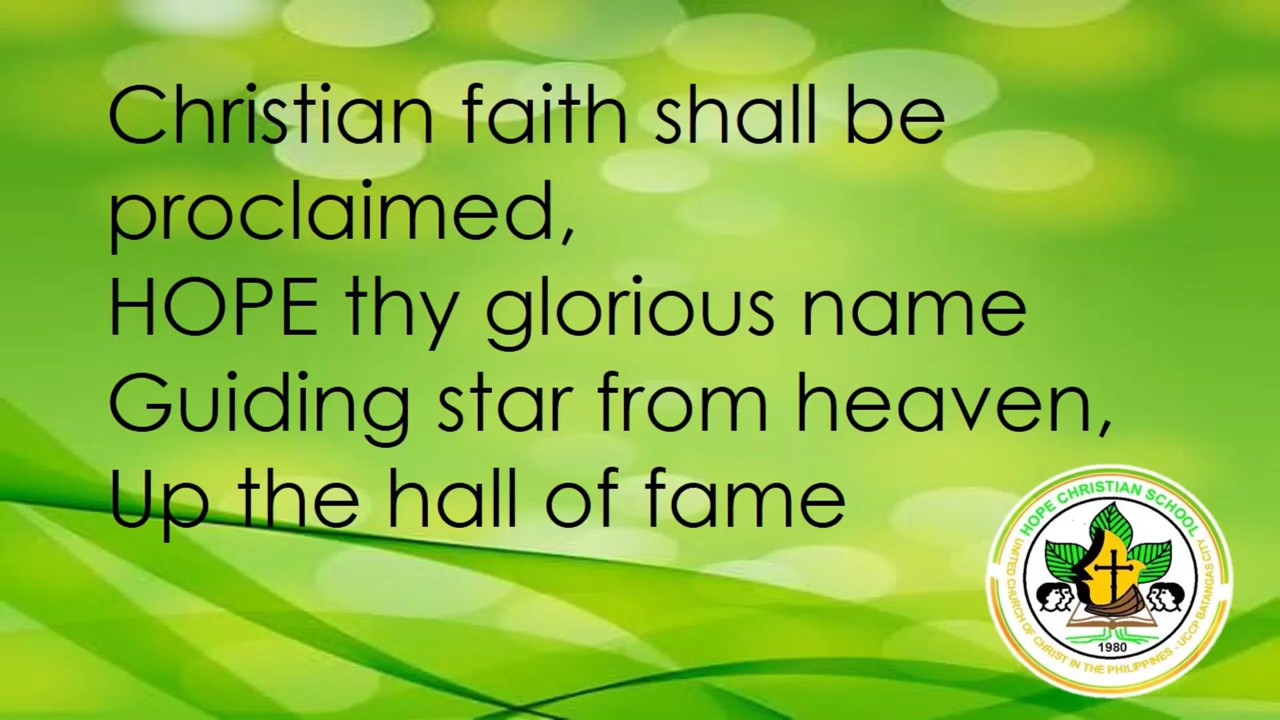 Christian faith shall be
proclaimed,
HOPE thy glorious name
Guiding star from heaven,
Up the hall of fame
HOPE CHRISTIAN SCHOOL
UNITED CHURCH OF CHRIST IN THE PHILIPPINES - UCCP BATANGAS CITY
1980